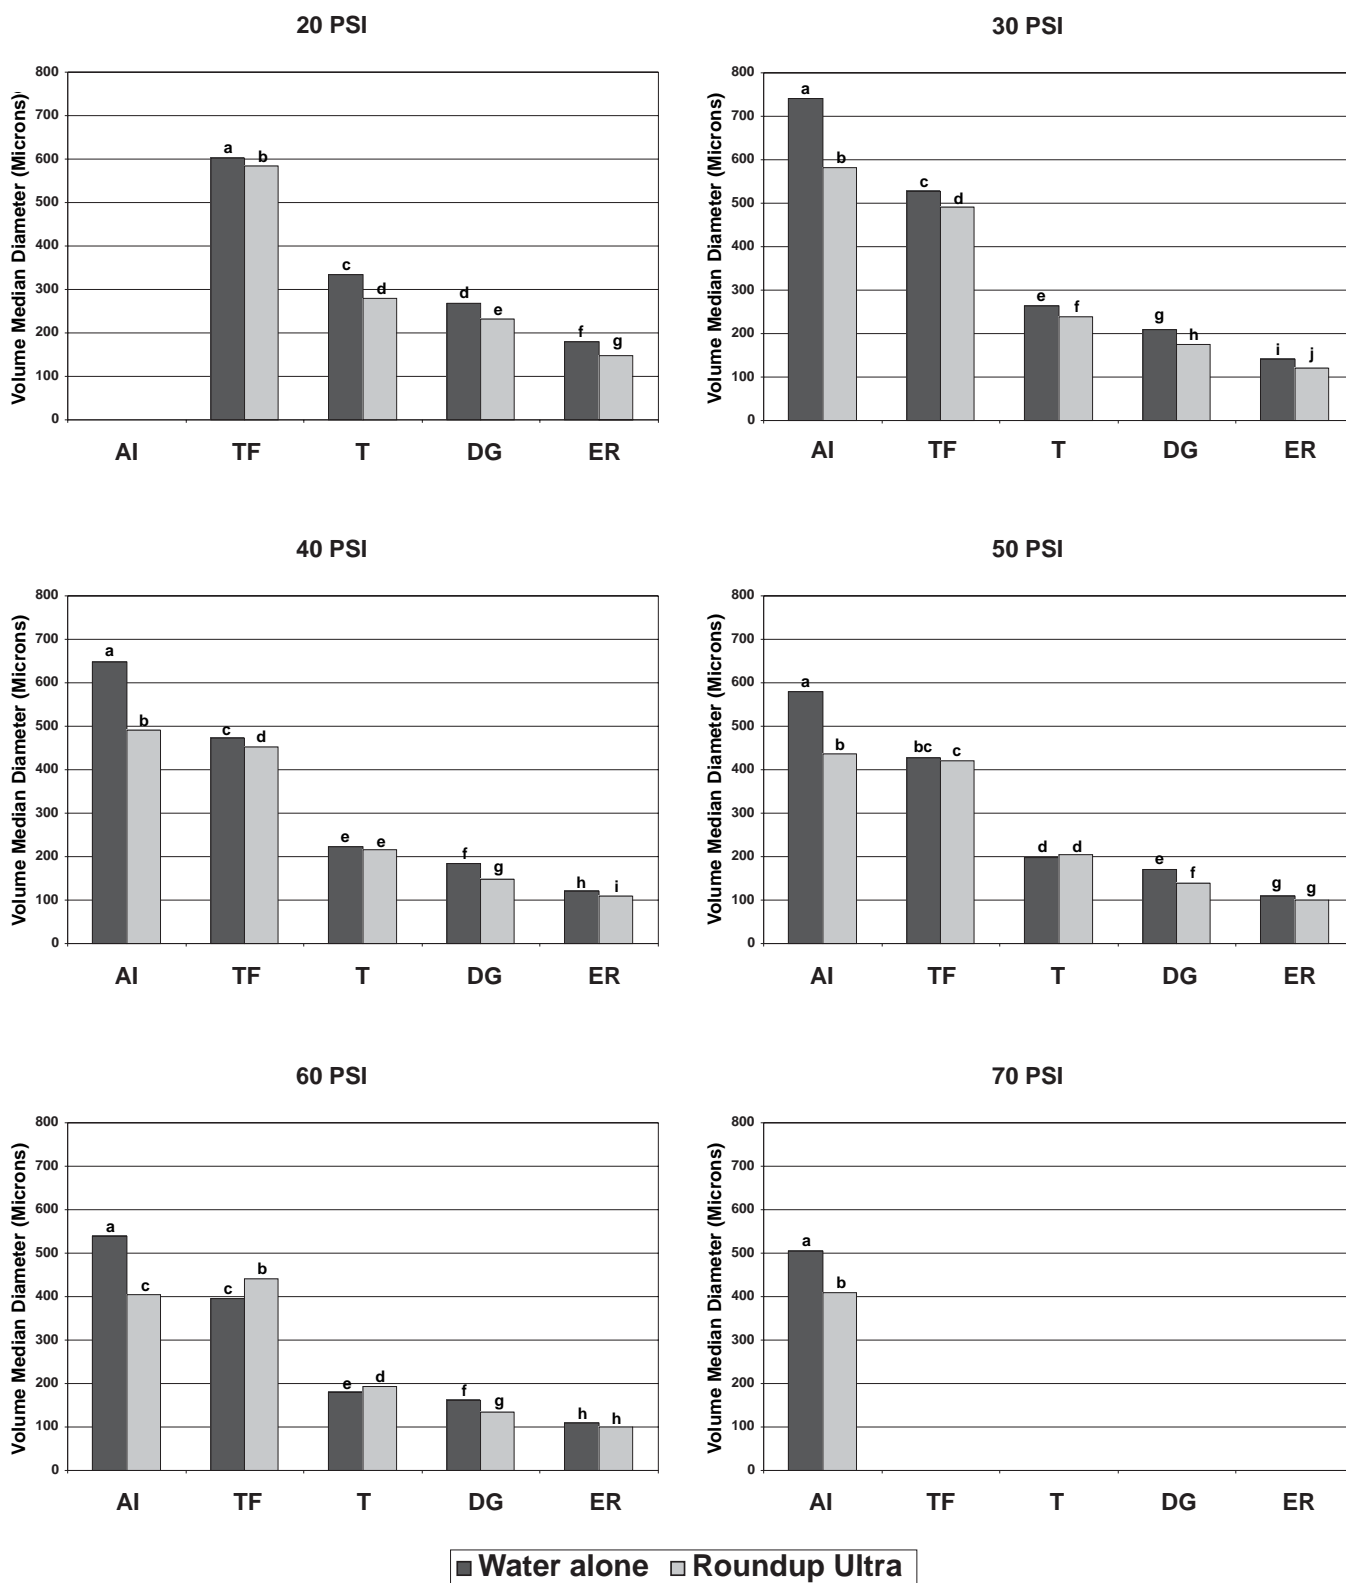 20 PSI
Volume Median Diameter (Microns)
800
700
600
500
400
300
200
100
0
a
b
c
d
d
e
f
g
AI TF T DG ER
30 PSI
Volume Median Diameter (Microns)
800
700
600
500
400
300
200
100
0
a
b
c
d
e
f
g
h
i
j
AI TF T DG ER
40 PSI
Volume Median Diameter (Microns)
800
700
600
500
400
300
200
100
0
a
b
c
d
e
e
f
g
h
i
AI TF T DG ER
50 PSI
Volume Median Diameter (Microns)
800
700
600
500
400
300
200
100
0
a
b
bc
c
d
d
e
f
g
g
AI TF T DG ER
60 PSI
Volume Median Diameter (Microns)
800
700
600
500
400
300
200
100
0
a
c
c
b
e
d
f
g
h
h
AI TF T DG ER
70 PSI
Volume Median Diameter (Microns)
800
700
600
500
400
300
200
100
0
a
b
AI TF T DG ER
Water alone Roundup Ultra